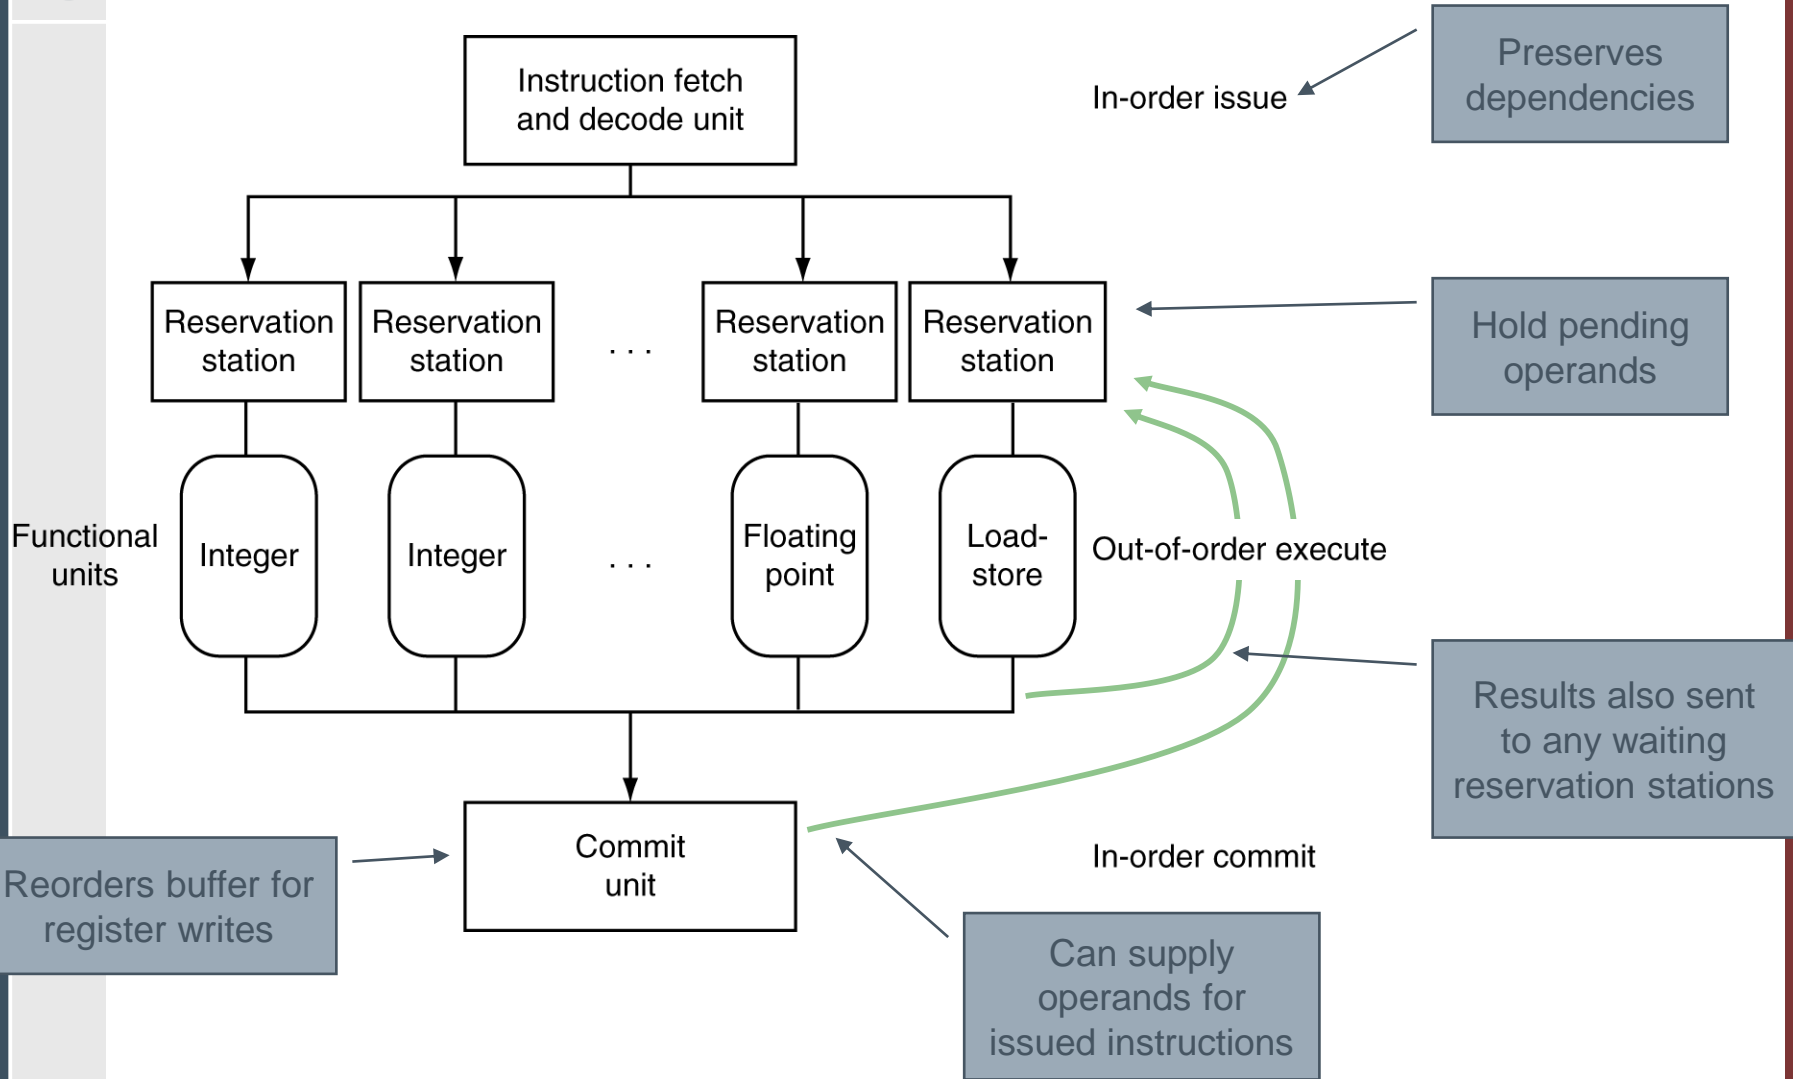 Instruction fetch
and decode unit
In-order issue
Preserves
dependencies
Reservation
station
Reservation
station
. . .
Reservation
station
Reservation
station
Hold pending
operands
Functional
units
Integer
Integer
. . .
Floating
point
Load-
store
Out-of-order execute
Results also sent
to any waiting
reservation stations
Commit
unit
In-order commit
Reorders buffer for
register writes
Can supply
operands for
issued instructions